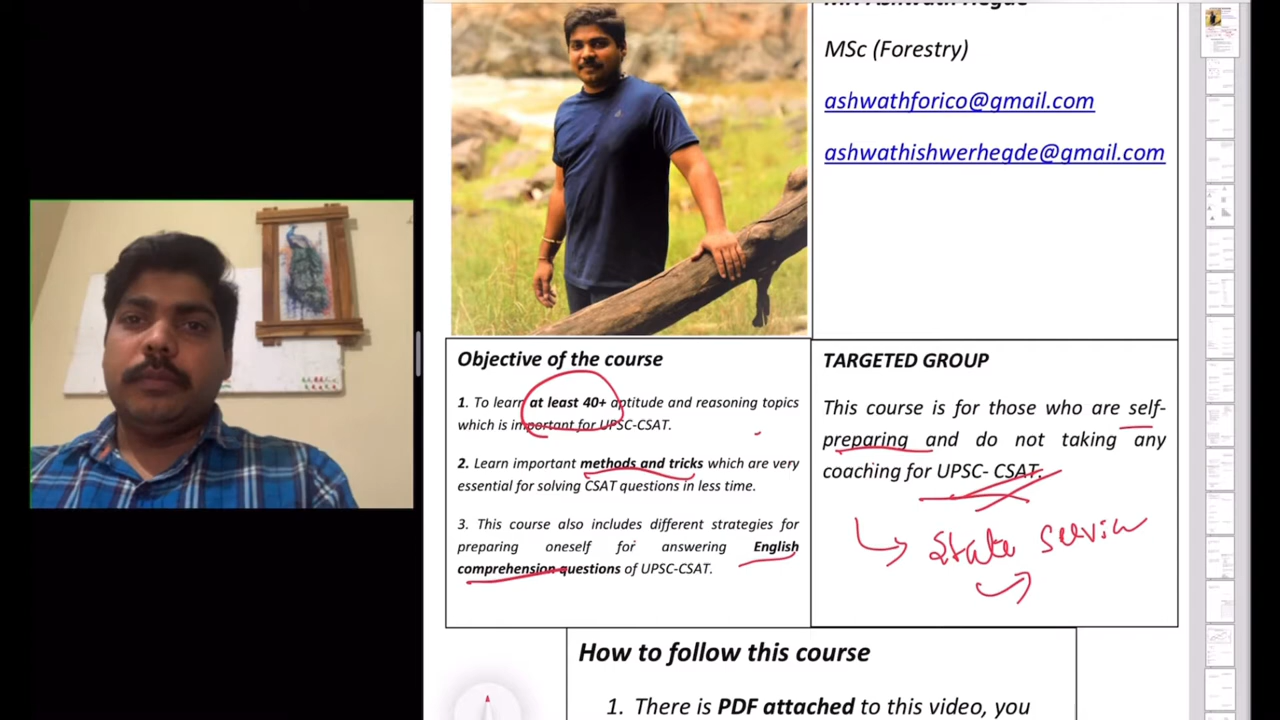 Mr. Ashwath Hegde
MSc (Forestry)
ashwathforico@gmail.com
ashwathishwerhegde@gmail.com
Objective of the course
1. To learn at least 40+ aptitude and reasoning topics
which is important for UPSC-CSAT.
2. Learn important methods and tricks which are very
essential for solving CSAT questions in less time.
3. This course also includes different strategies for
preparing oneself for answering English
comprehension questions of UPSC-CSAT.
TARGETED GROUP
This course is for those who are self-
preparing and do not taking any
coaching for UPSC- CSAT.
State Service
How to follow this course
1. There is PDF attached to this video, you